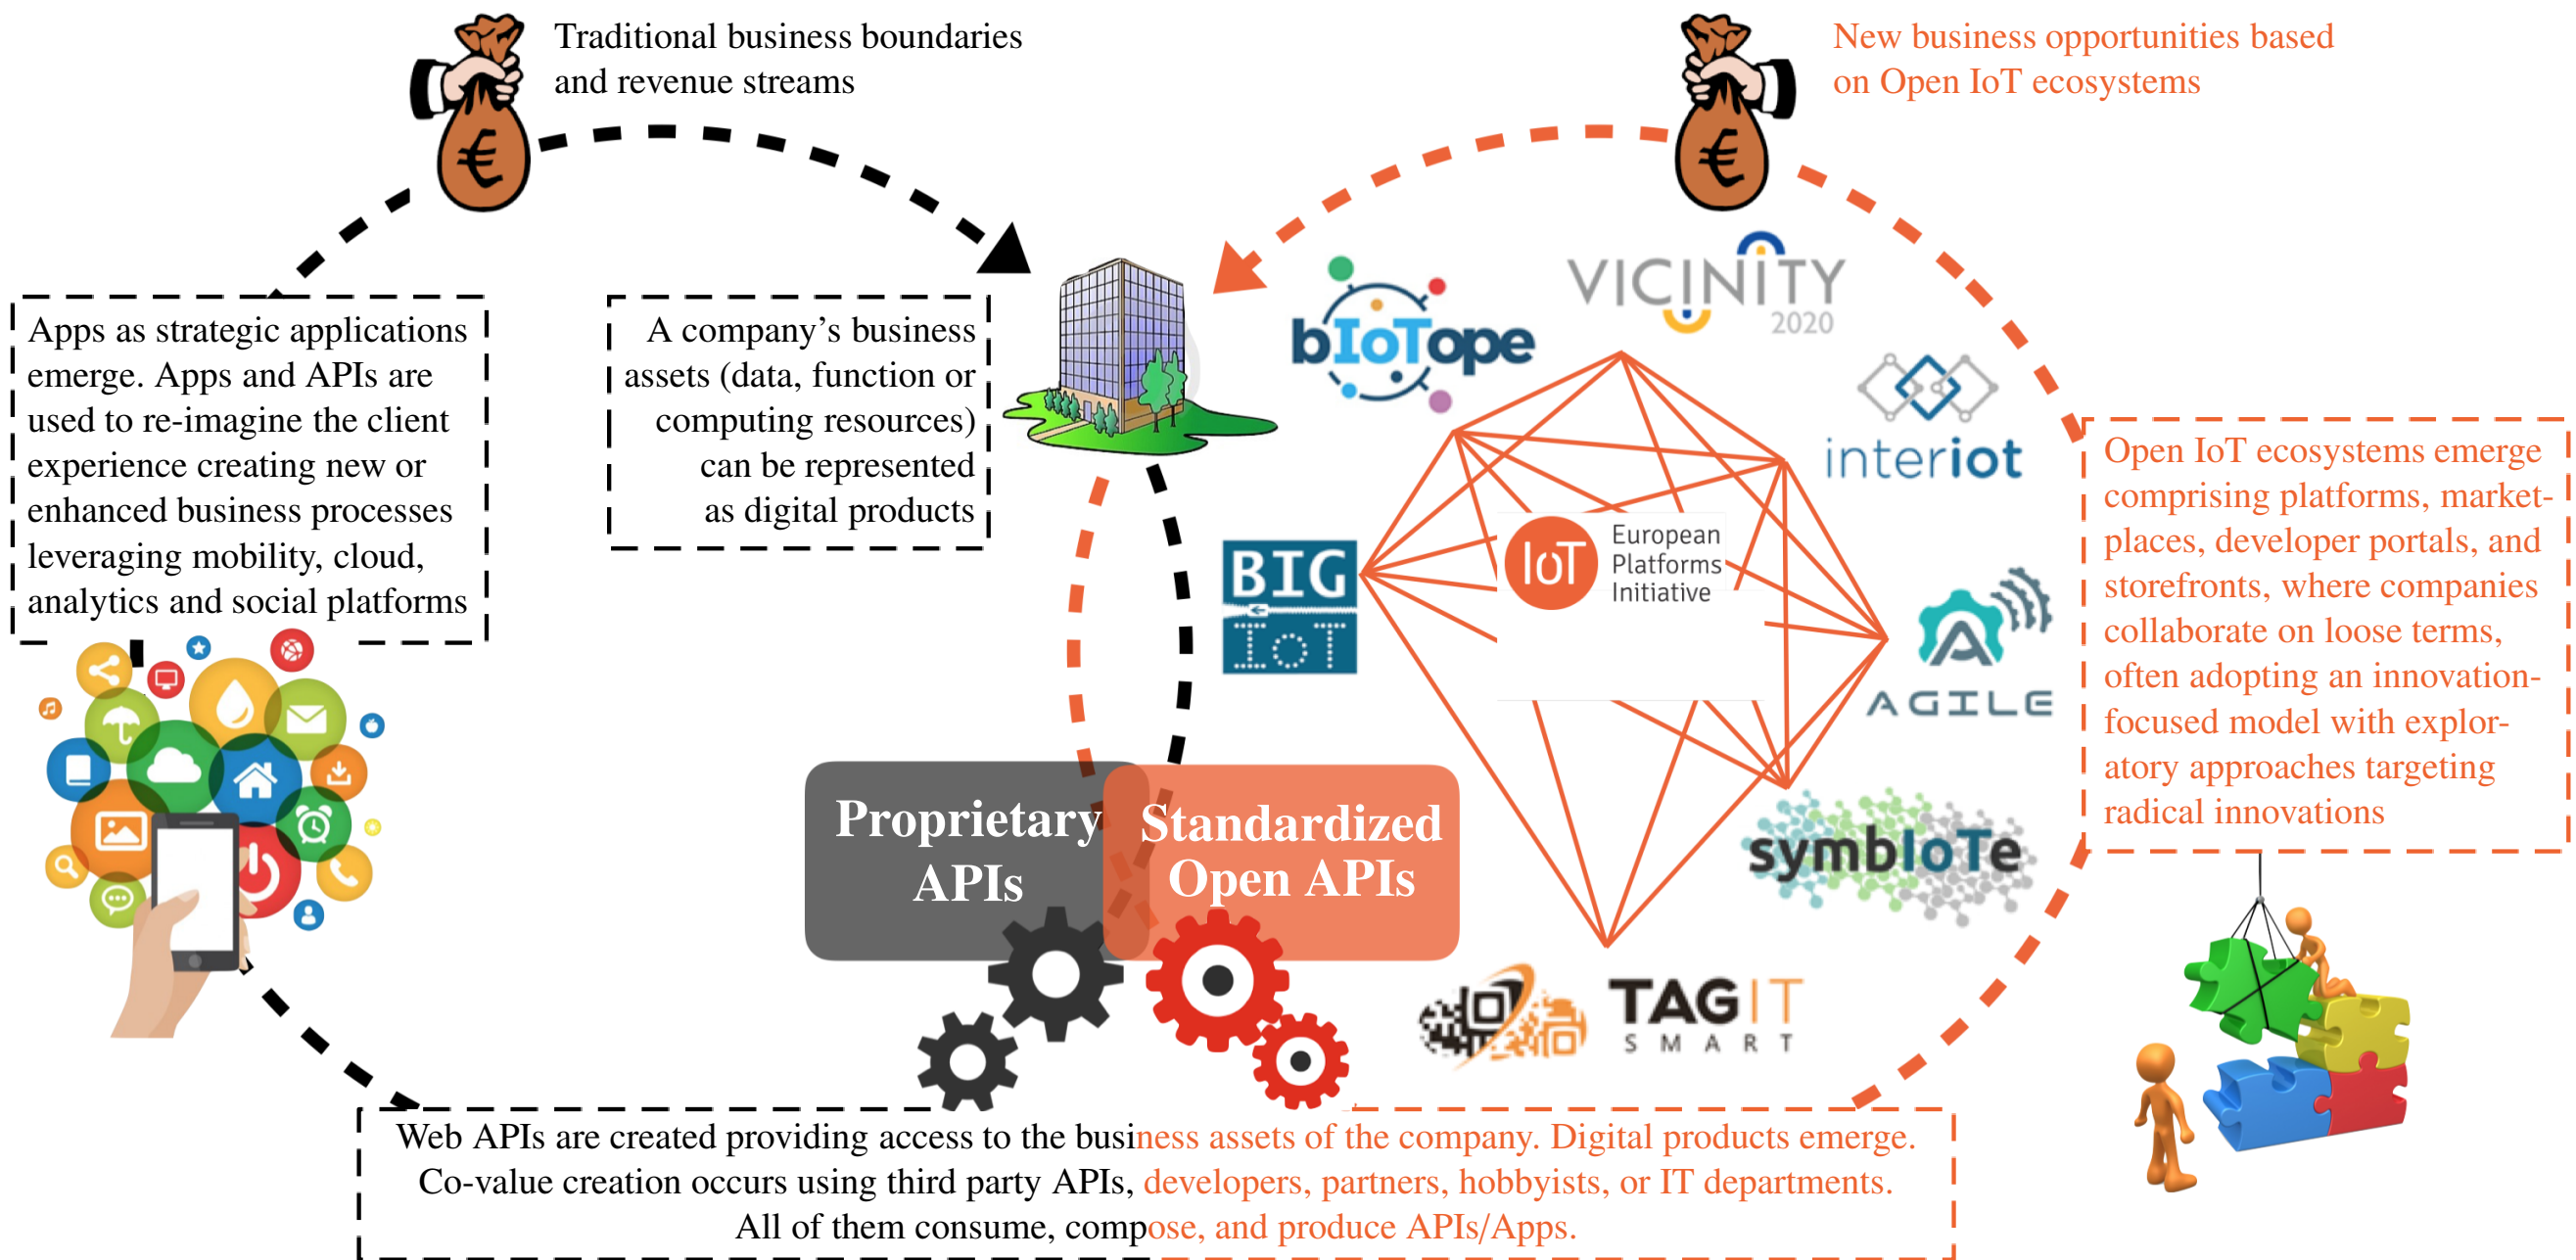 Traditional business boundaries
and revenue streams
New business opportunities based
on Open IoT ecosystems
€
€
Apps as strategic applications
emerge. Apps and APIs are
used to re-imagine the client
experience creating new or
enhanced business processes
leveraging mobility, cloud,
analytics and social platforms
A company’s business
assets (data, function or
computing resources)
can be represented
as digital products
bIoTope
VICINITY
2020
interiot
BIG
IoT
IoT
European
Platforms
Initiative
AGILE
symbIoTe
TAGIT
SMART
Open IoT ecosystems emerge
comprising platforms, market-
places, developer portals, and
storefronts, where companies
collaborate on loose terms,
often adopting an innovation-
focused model with explor-
atory approaches targeting
radical innovations
Proprietary
APIs
Standardized
Open APIs
Web APIs are created providing access to the business assets of the company. Digital products emerge.
Co-value creation occurs using third party APIs, developers, partners, hobbyists, or IT departments.
All of them consume, compose, and produce APIs/Apps.